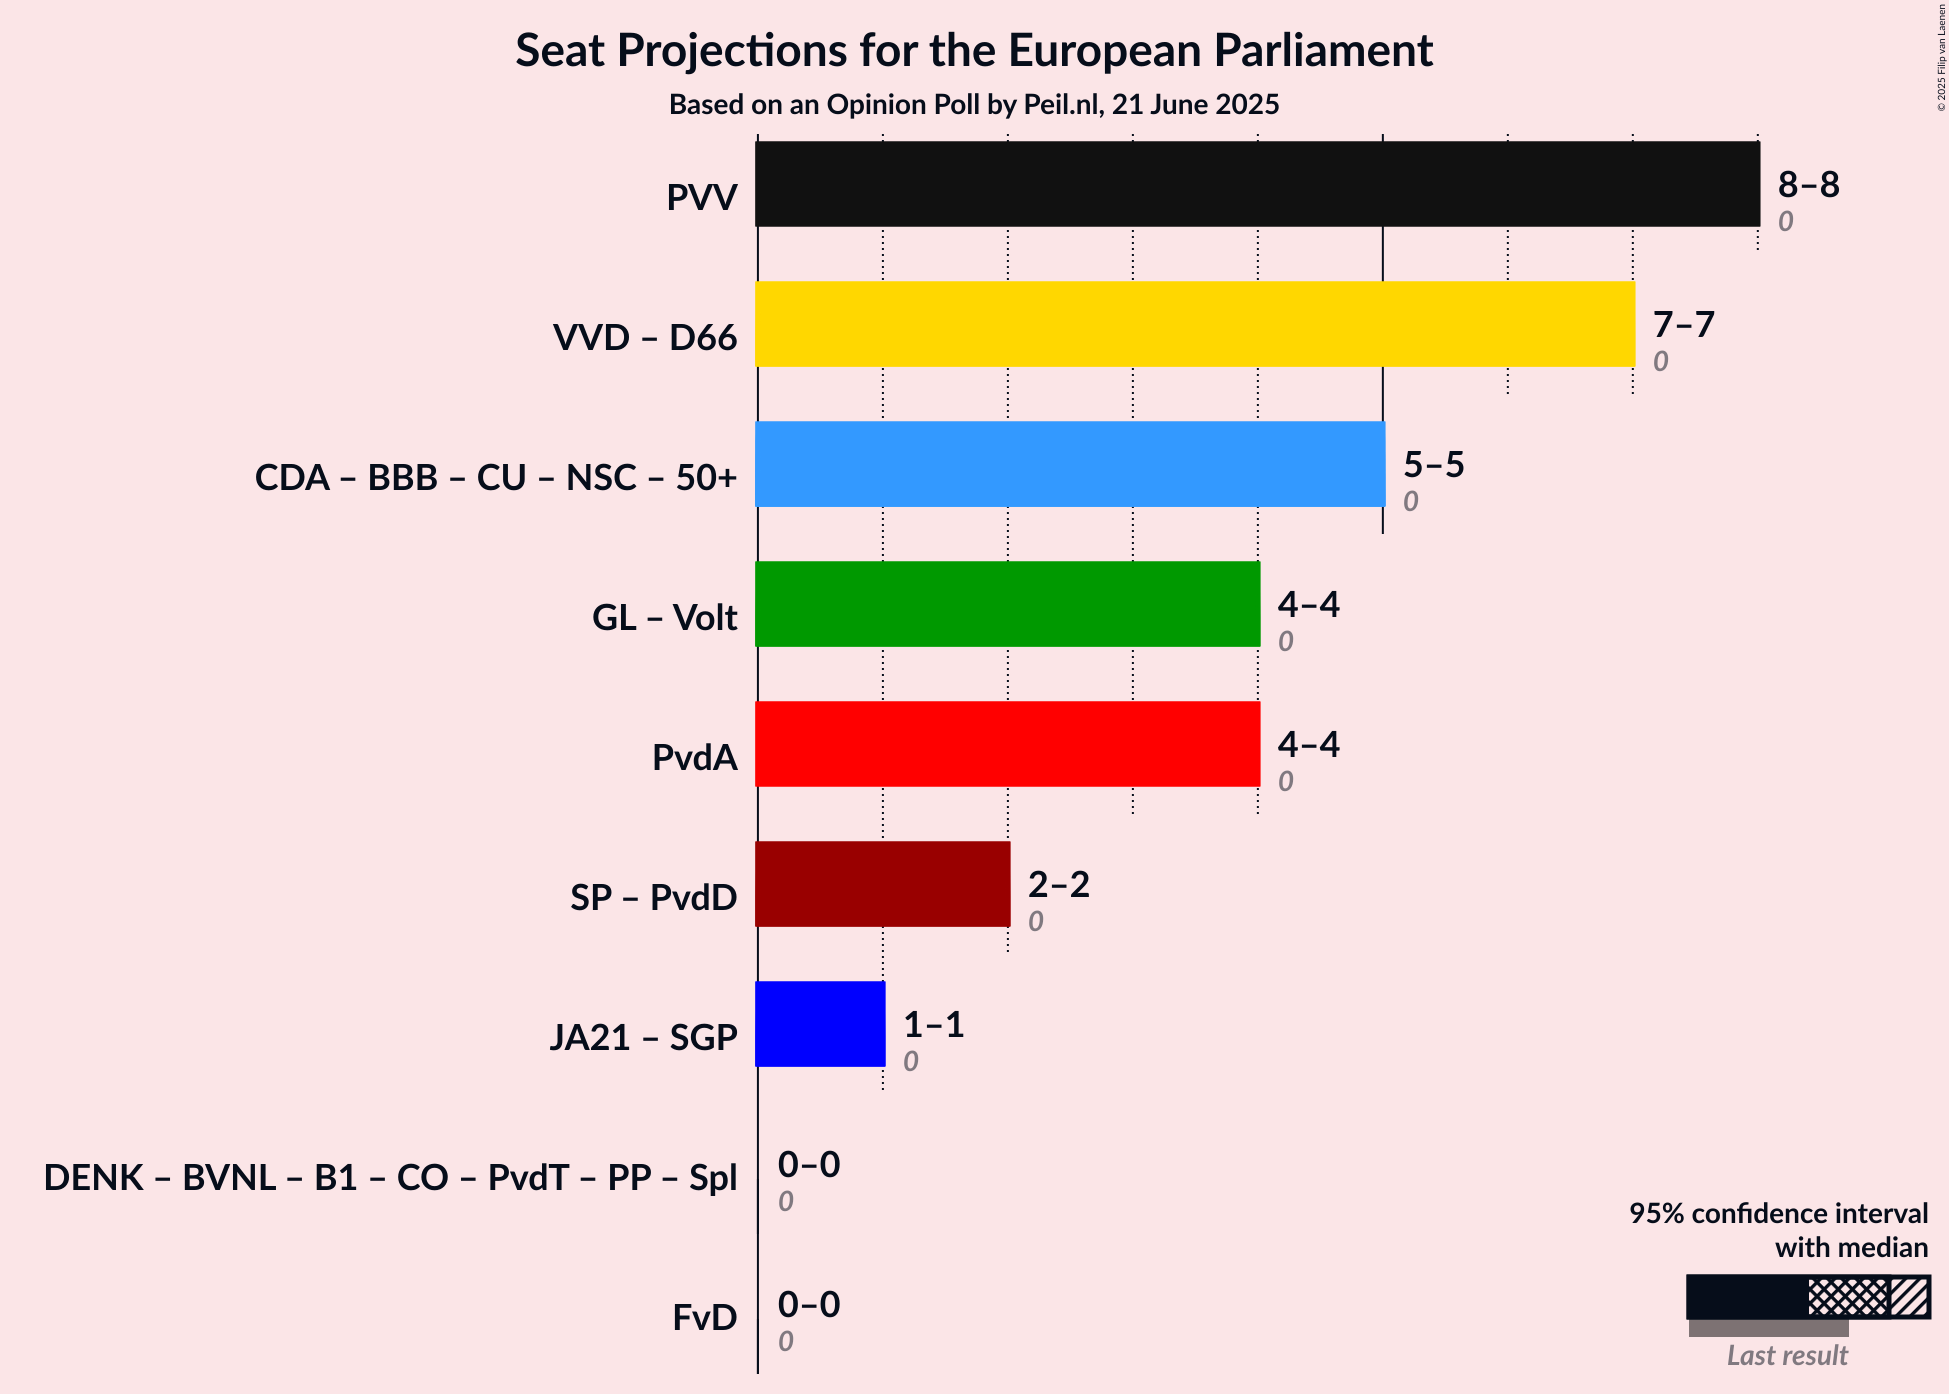 Seat Projections for the European Parliament
Based on an Opinion Poll by Peil.nl, 21 June 2025
© 2025 Filip van Laenen
PVV
8–8
0
VVD – D66
7–7
0
CDA – BBB – CU – NSC – 50+
5–5
0
GL – Volt
4–4
0
PvdA
4–4
0
SP – PvdD
2–2
0
JA21 – SGP
1–1
0
DENK – BVNL – B1 – CO – PvdT – PP – Spl
0–0
0
FvD
0–0
0
95% confidence interval
with median
Last result